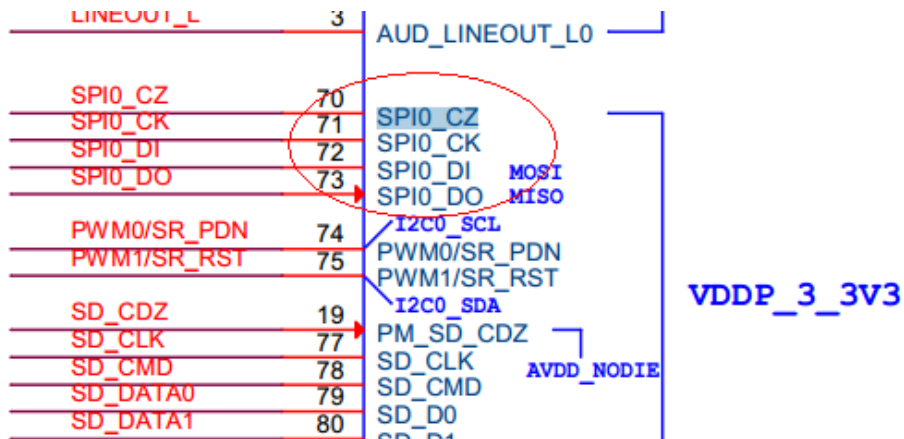 LINEOUT_L 3 AUD_LINEOUT_L0
SPI0_CZ 70 SPI0_CZ
SPI0_CK 71 SPI0_CK
SPI0_DI 72 SPI0_DI MOSI
SPI0_DO 73 SPI0_DO MISO
I2C0_SCL
PWM0/SR_PDN 74 PWM0/SR_PDN
PWM1/SR_RST 75 PWM1/SR_RST
I2C0_SDA
VDDP_3_3V3
SD_CDZ 19 PM_SD_CDZ
SD_CLK 77 SD_CLK
AVDD_NODIE
SD_CMD 78 SD_CMD
SD_DATA0 79 SD_D0
SD_DATA1 80 SD_D1